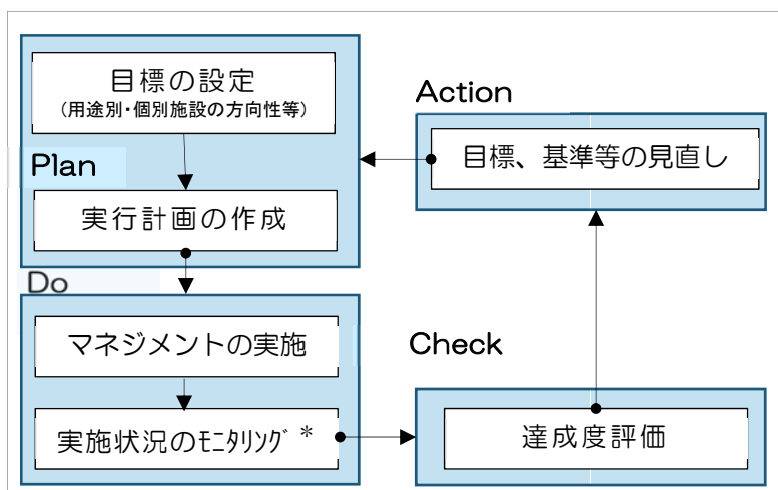 目標の設定
(用途別・個別施設の方向性等)
Plan
実行計画の作成
Do
マネジメントの実施
実施状況のﾓﾆﾀﾘﾝｸﾞ *
Check
達成度評価
Action
目標、基準等の見直し